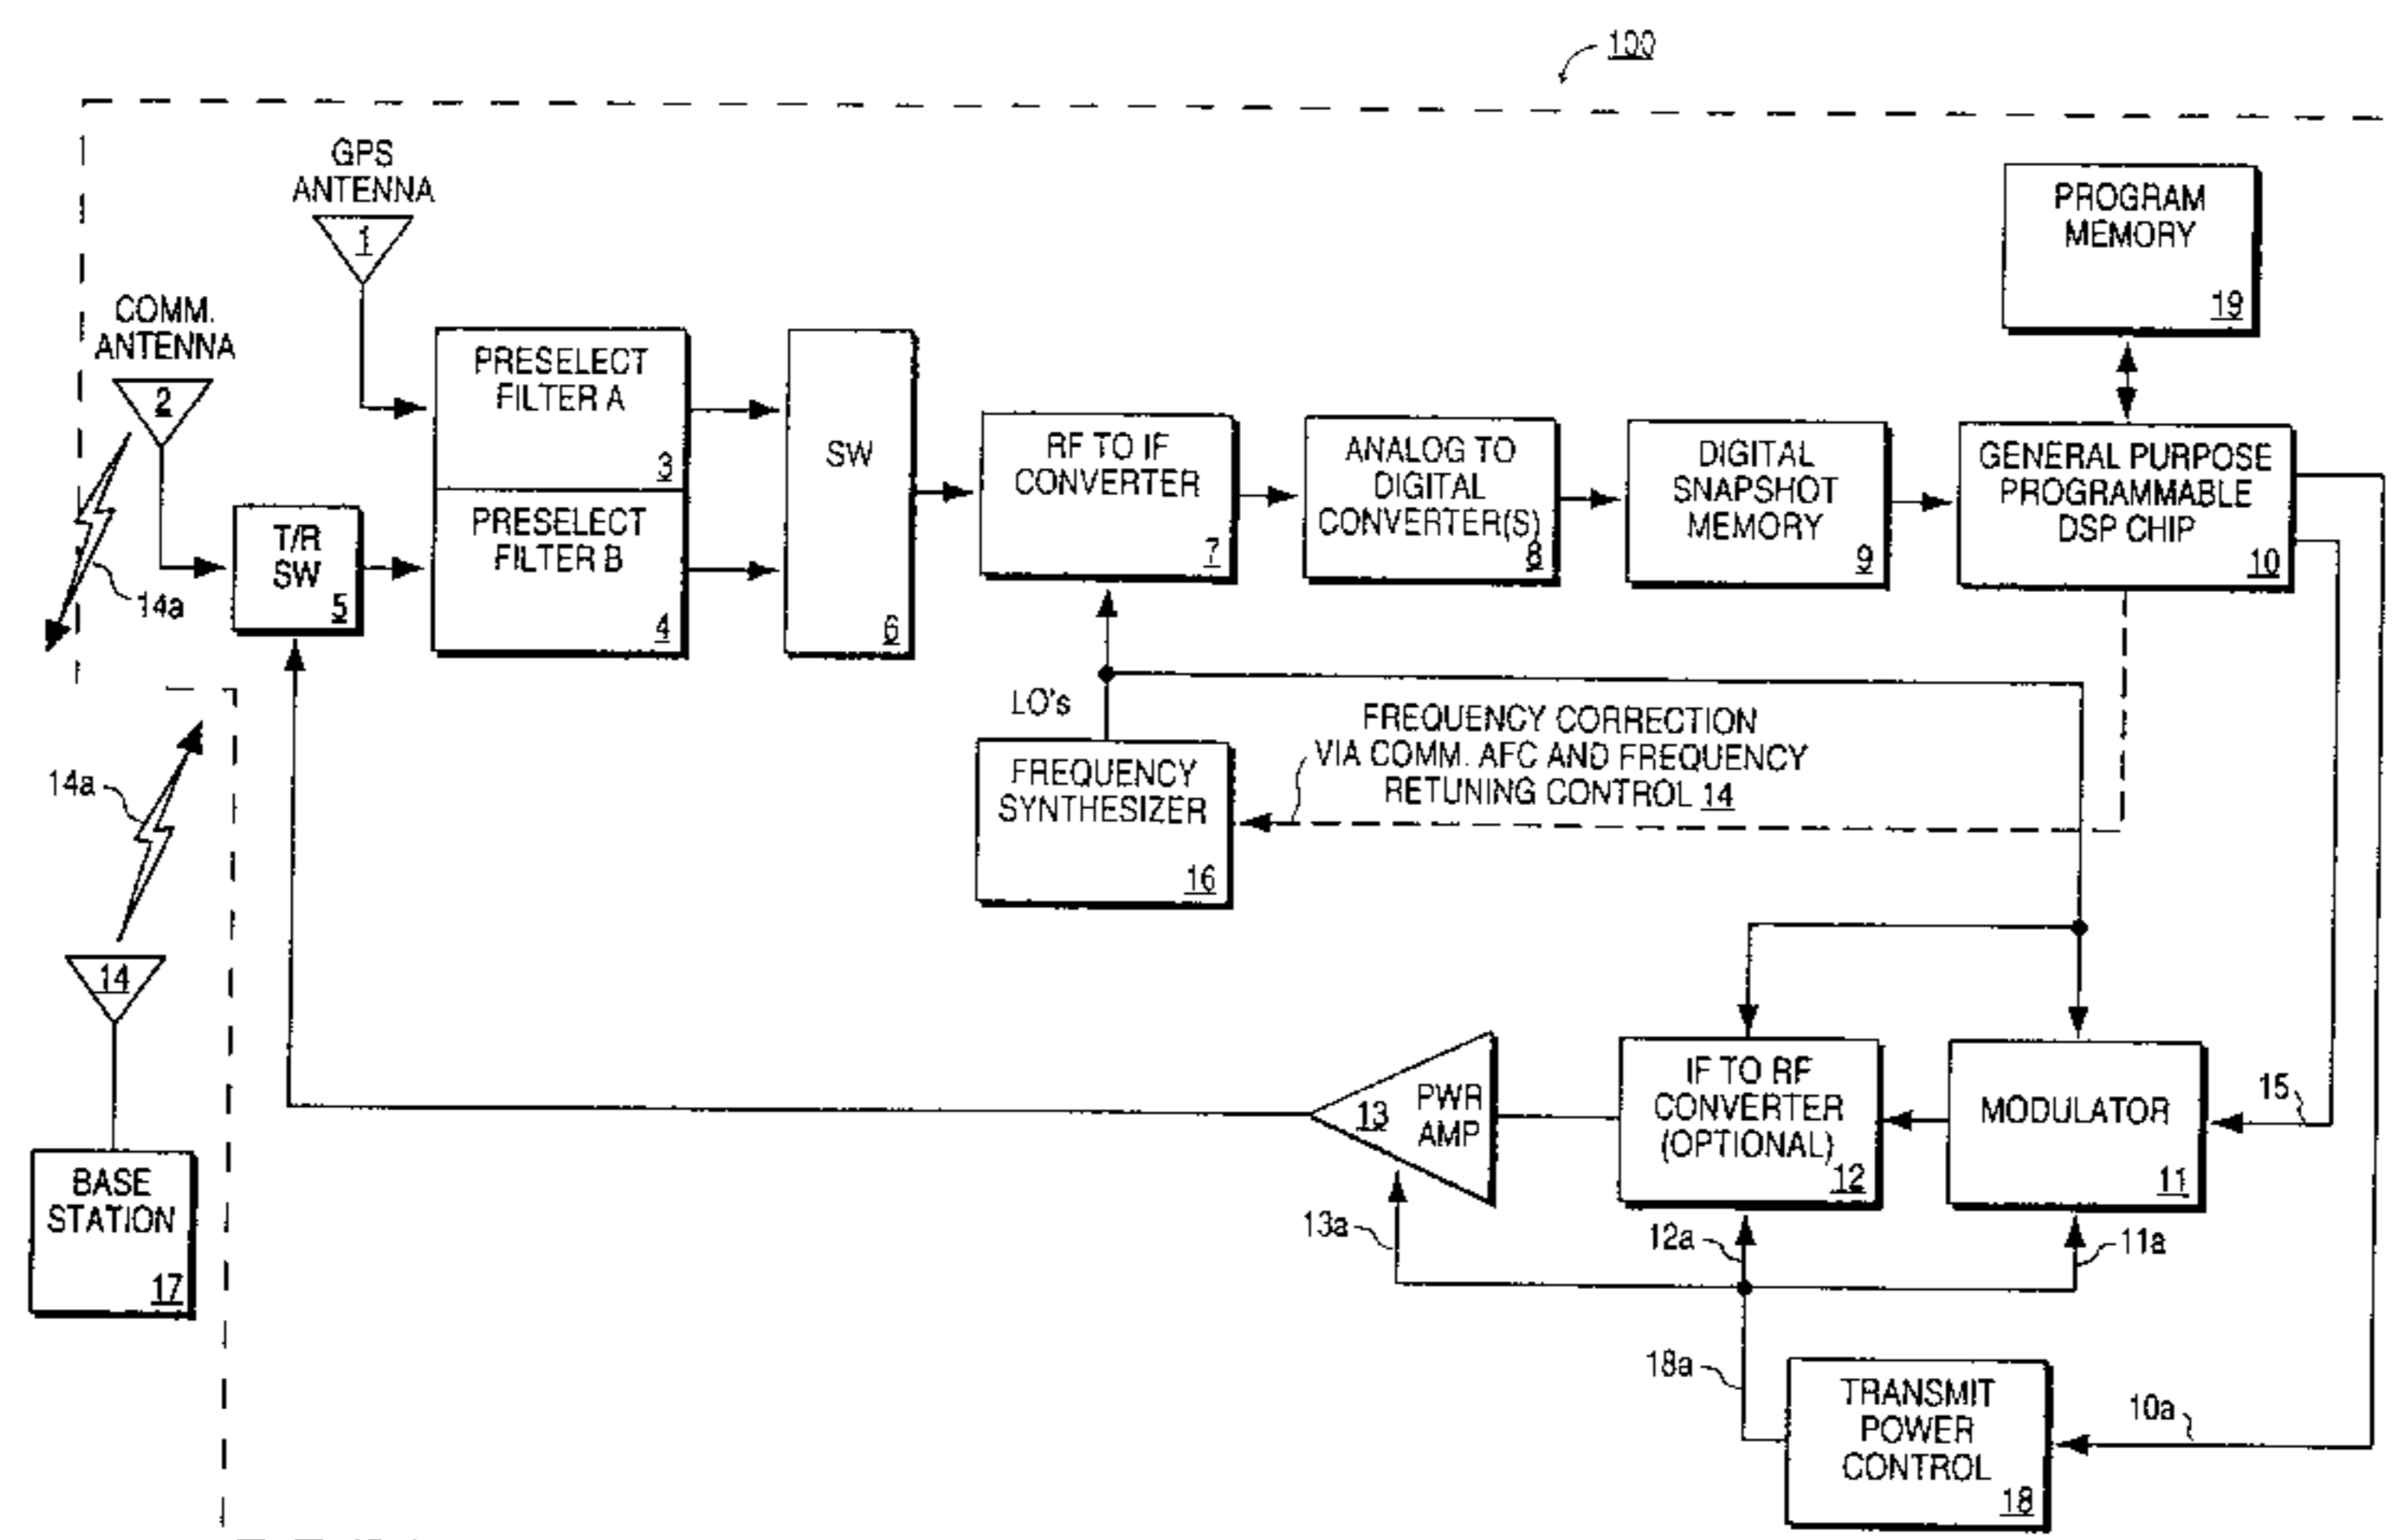 100
GPS
ANTENNA
1
COMM.
ANTENNA
2
14a
T/R
SW
5
PRESELECT
FILTER A
3
PRESELECT
FILTER B
4
SW
6
RF TO IF
CONVERTER
7
ANALOG TO
DIGITAL
CONVERTER(S)
8
DIGITAL
SNAPSHOT
MEMORY
9
PROGRAM
MEMORY
19
GENERAL PURPOSE
PROGRAMMABLE
DSP CHIP
10
LO's
FREQUENCY
SYNTHESIZER
16
FREQUENCY CORRECTION
VIA COMM. AFC AND FREQUENCY
RETUNING CONTROL 14
14a
14
BASE
STATION
17
13
PWR
AMP
13a
IF TO RF
CONVERTER
(OPTIONAL)
12
12a
MODULATOR
11
11a
15
18a
TRANSMIT
POWER
CONTROL
18
10a